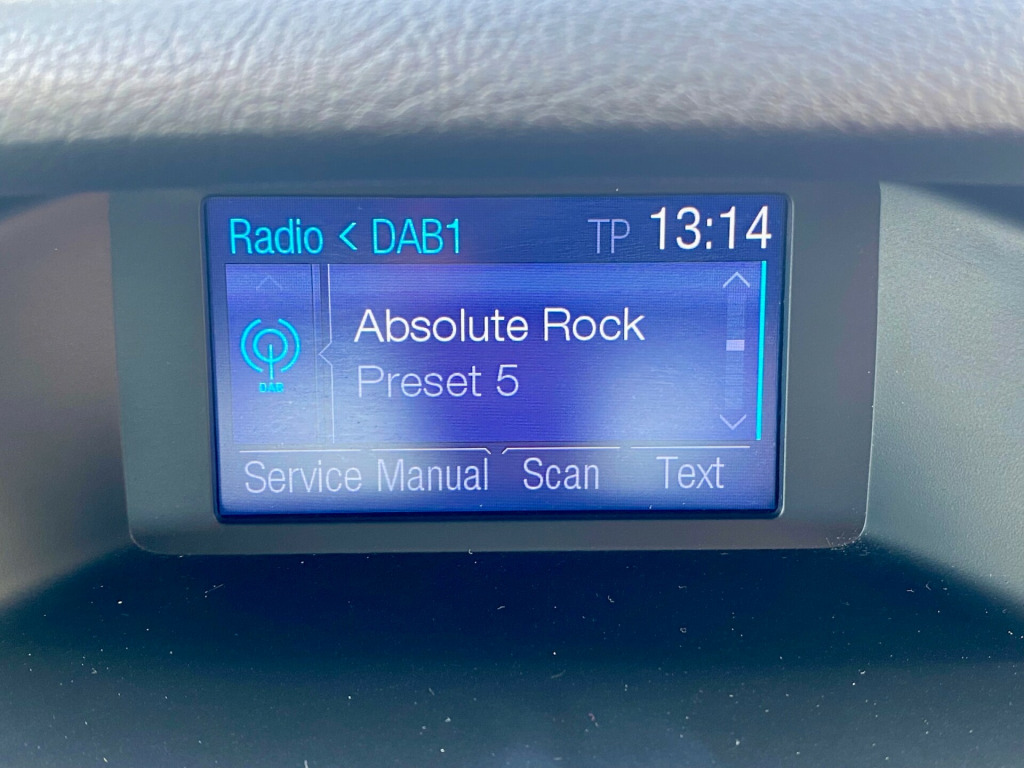 Radio < DAB1 TP 13:14
Absolute Rock
DAB
Preset 5
Service Manual Scan Text